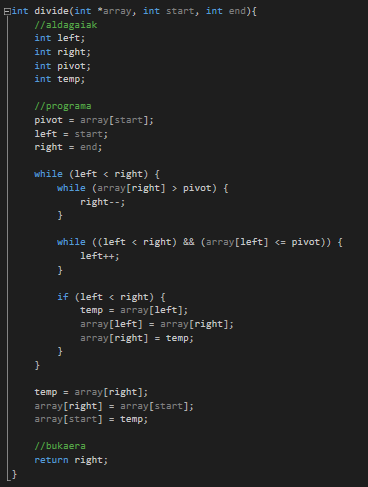 int divide(int *array, int start, int end){
//aldagaiak
int left;
int right;
int pivot;
int temp;
//programa
pivot = array[start];
left = start;
right = end;
while (left < right) {
while (array[right] > pivot) {
right--;
}
while ((left < right) && (array[left] <= pivot)) {
left++;
}
if (left < right) {
temp = array[left];
array[left] = array[right];
array[right] = temp;
}
}
temp = array[right];
array[right] = array[start];
array[start] = temp;
//bukaera
return right;
}